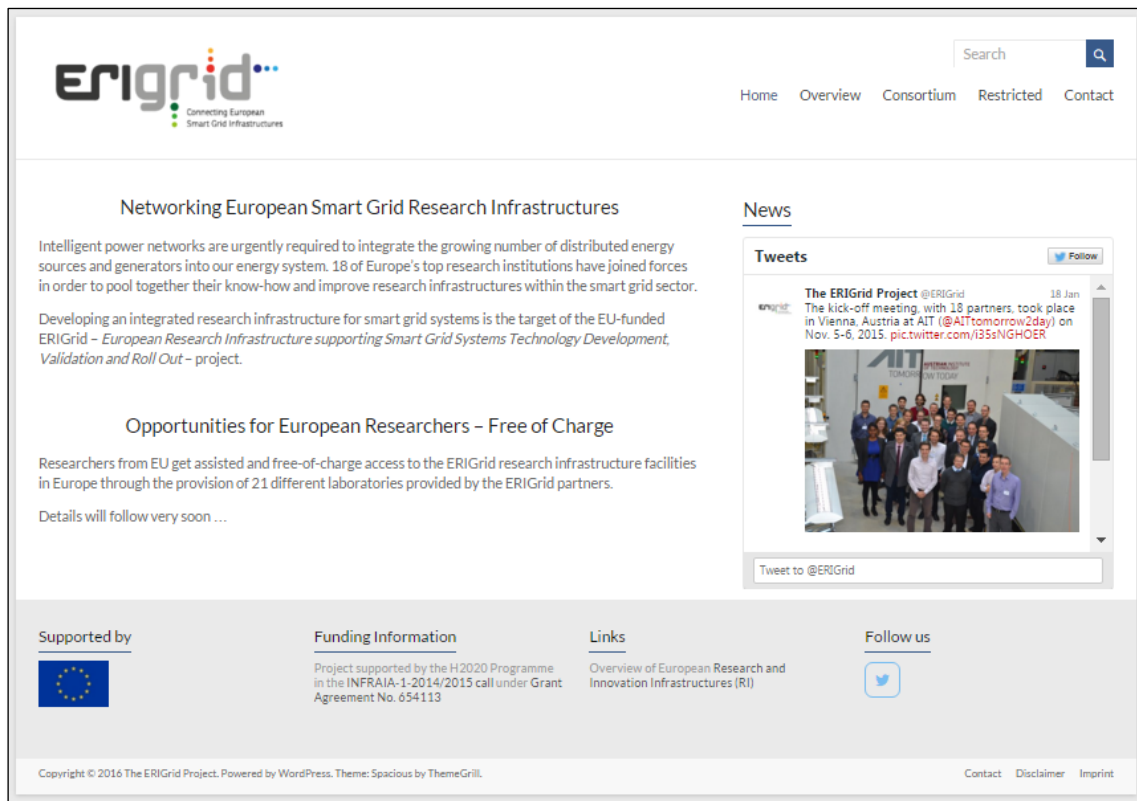 ERIgrid
Connecting European
Smart Grid Infrastructures
Search
Home Overview Consortium Restricted Contact
Networking European Smart Grid Research Infrastructures
Intelligent power networks are urgently required to integrate the growing number of distributed energy
sources and generators into our energy system. 18 of Europe's top research institutions have joined forces
in order to pool together their know-how and improve research infrastructures within the smart grid sector.
Developing an integrated research infrastructure for smart grid systems is the target of the EU-funded
ERIGrid – European Research Infrastructure supporting Smart Grid Systems Technology Development,
Validation and Roll Out – project.
Opportunities for European Researchers – Free of Charge
Researchers from EU get assisted and free-of-charge access to the ERIGrid research infrastructure facilities
in Europe through the provision of 21 different laboratories provided by the ERIGrid partners.
Details will follow very soon …
News
Tweets
Follow
ERIgrid
The ERIGrid Project @ERIGrid 18 Jan
The kick-off meeting, with 18 partners, took place
in Vienna, Austria at AIT (@AITtomorrow2day) on
Nov. 5-6, 2015. pic.twitter.com/i35sNGHOER
AIT AUSTRIAN INSTITUTE
OF TECHNOLOGY
TOMORROW TODAY
Tweet to @ERIGrid
Supported by
Funding Information
Project supported by the H2020 Programme
in the INFRAIA-1-2014/2015 call under Grant
Agreement No. 654113
Links
Overview of European Research and
Innovation Infrastructures (RI)
Follow us
Copyright © 2016 The ERIGrid Project. Powered by WordPress. Theme: Spacious by ThemeGrill.
Contact Disclaimer Imprint